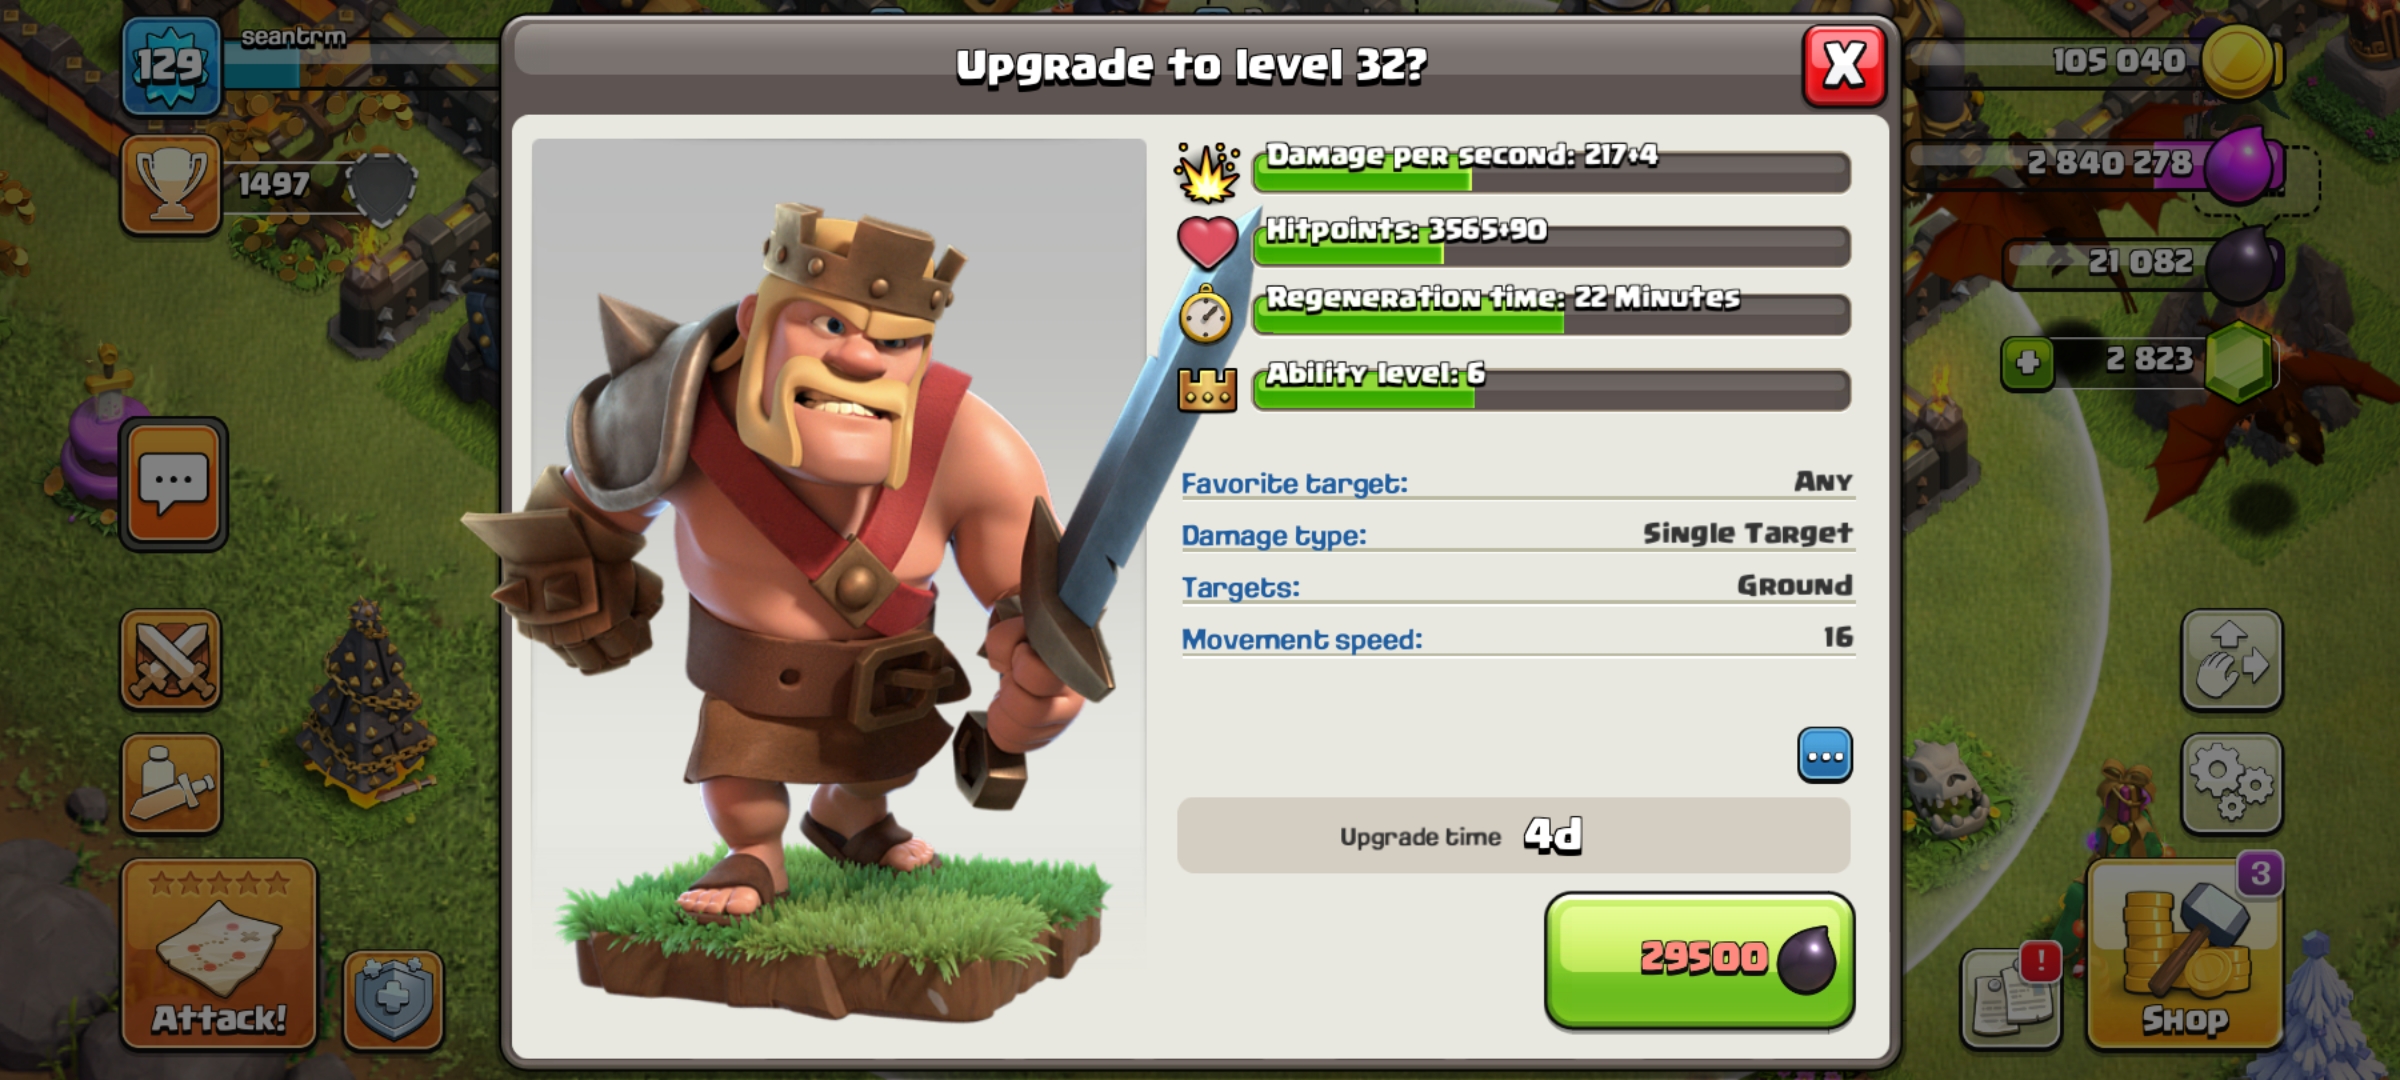 129
seantrm
1497
Upgrade to level 32?
X
105 040
2 840 278
21 082
2 823
Damage per second: 217+4
Hitpoints: 3565+90
Regeneration time: 22 Minutes
Ability level: 6
Favorite target: Any
Damage type: Single Target
Targets: Ground
Movement speed: 16
Upgrade time 4d
29500
Attack!
3
!
Shop